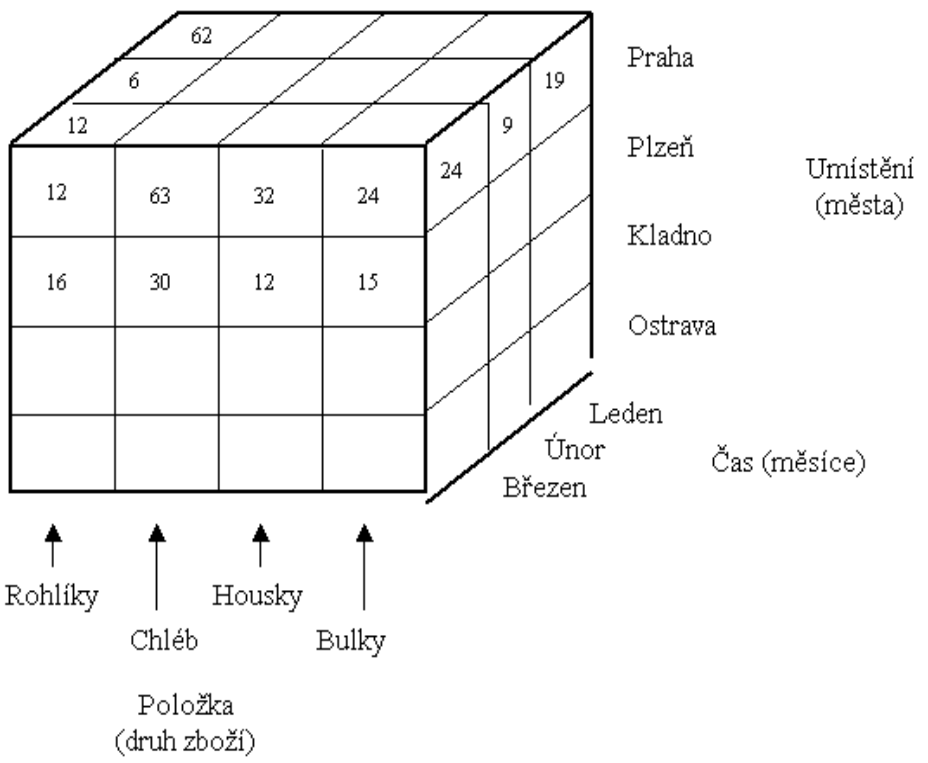 62
6
12
19
9
24
12 63 32 24
16 30 12 15
Praha
Plzeň
Kladno
Ostrava
Umístění
(města)
Leden
Únor
Březen
Čas (měsíce)
Rohlíky
Chléb
Housky
Bulky
Položka
(druh zboží)